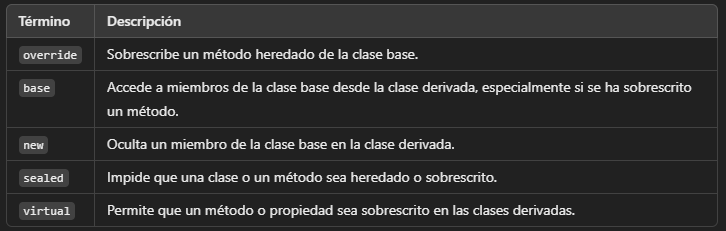 Término Descripción
override Sobrescribe un método heredado de la clase base.
base Accede a miembros de la clase base desde la clase derivada, especialmente si se ha sobrescrito
un método.
new Oculta un miembro de la clase base en la clase derivada.
sealed Impide que una clase o un método sea heredado o sobrescrito.
virtual Permite que un método o propiedad sea sobrescrito en las clases derivadas.